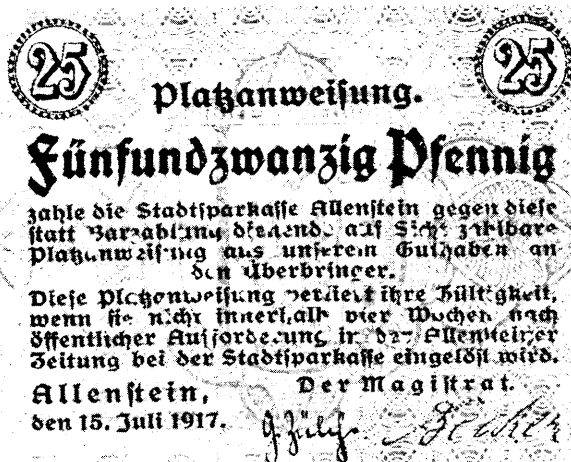 25 25
Platzanweisung.
Fünfundzwanzig Pfennig
zahle die Stadtsparkasse Allenstein gegen diese
statt Barzahlung dienende, auf Sicht zahlbare
Platzanweisung aus unserem Guthaben an
den Überbringer.
Diese Platzanweisung verliert ihre Gültigkeit,
wenn sie nicht innerhalb vier Wochen nach
öffentlicher Aufforderung in der Allensteiner
Zeitung bei der Stadtsparkasse eingelöst wird.
Allenstein, Der Magistrat.
den 15. Juli 1917. G. Zülch.